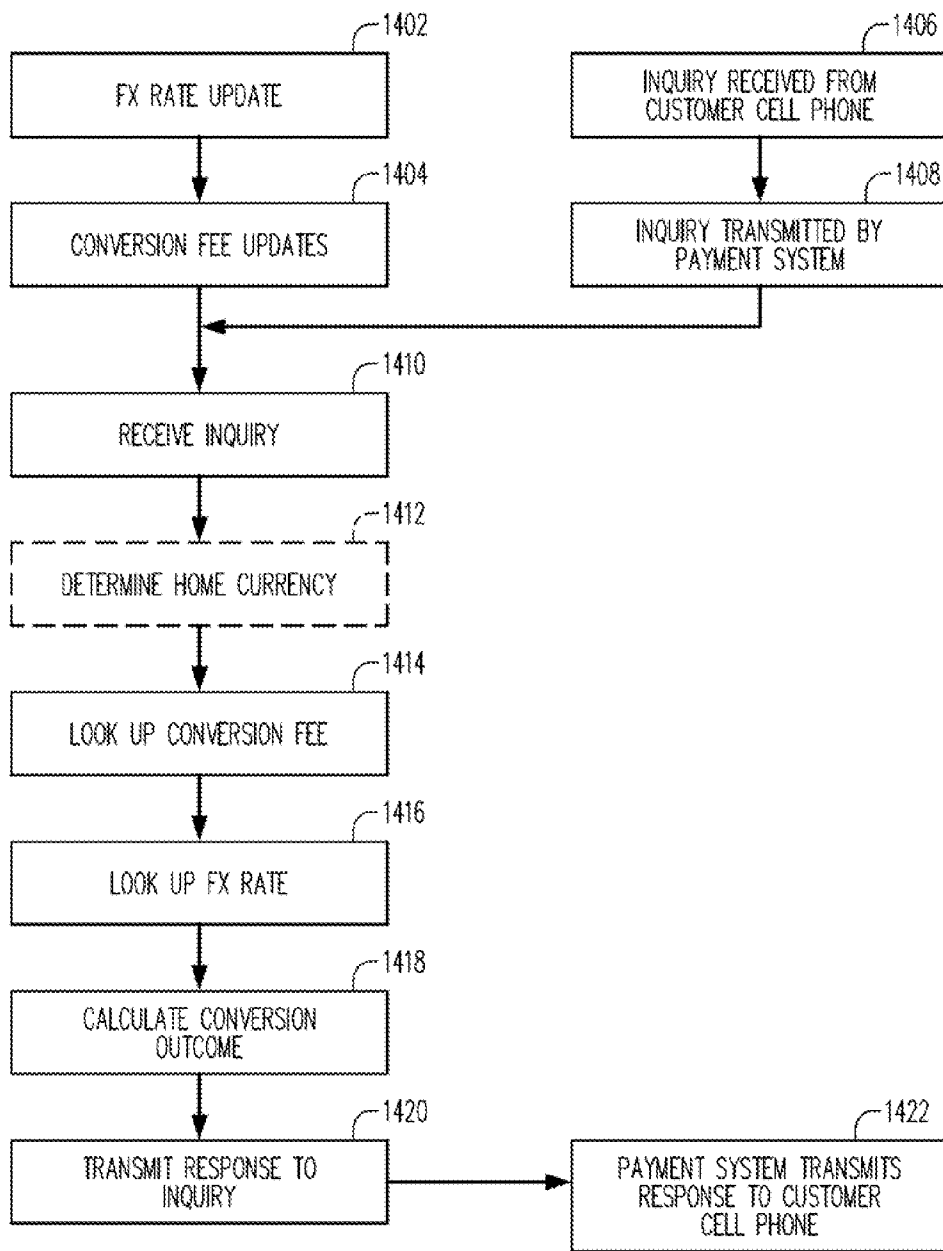 1402
FX RATE UPDATE
1406
INQUIRY RECEIVED FROM
CUSTOMER CELL PHONE
1404
CONVERSION FEE UPDATES
1408
INQUIRY TRANSMITTED BY
PAYMENT SYSTEM
1410
RECEIVE INQUIRY
1412
DETERMINE HOME CURRENCY
1414
LOOK UP CONVERSION FEE
1416
LOOK UP FX RATE
1418
CALCULATE CONVERSION
OUTCOME
1420
TRANSMIT RESPONSE TO
INQUIRY
1422
PAYMENT SYSTEM TRANSMITS
RESPONSE TO CUSTOMER
CELL PHONE